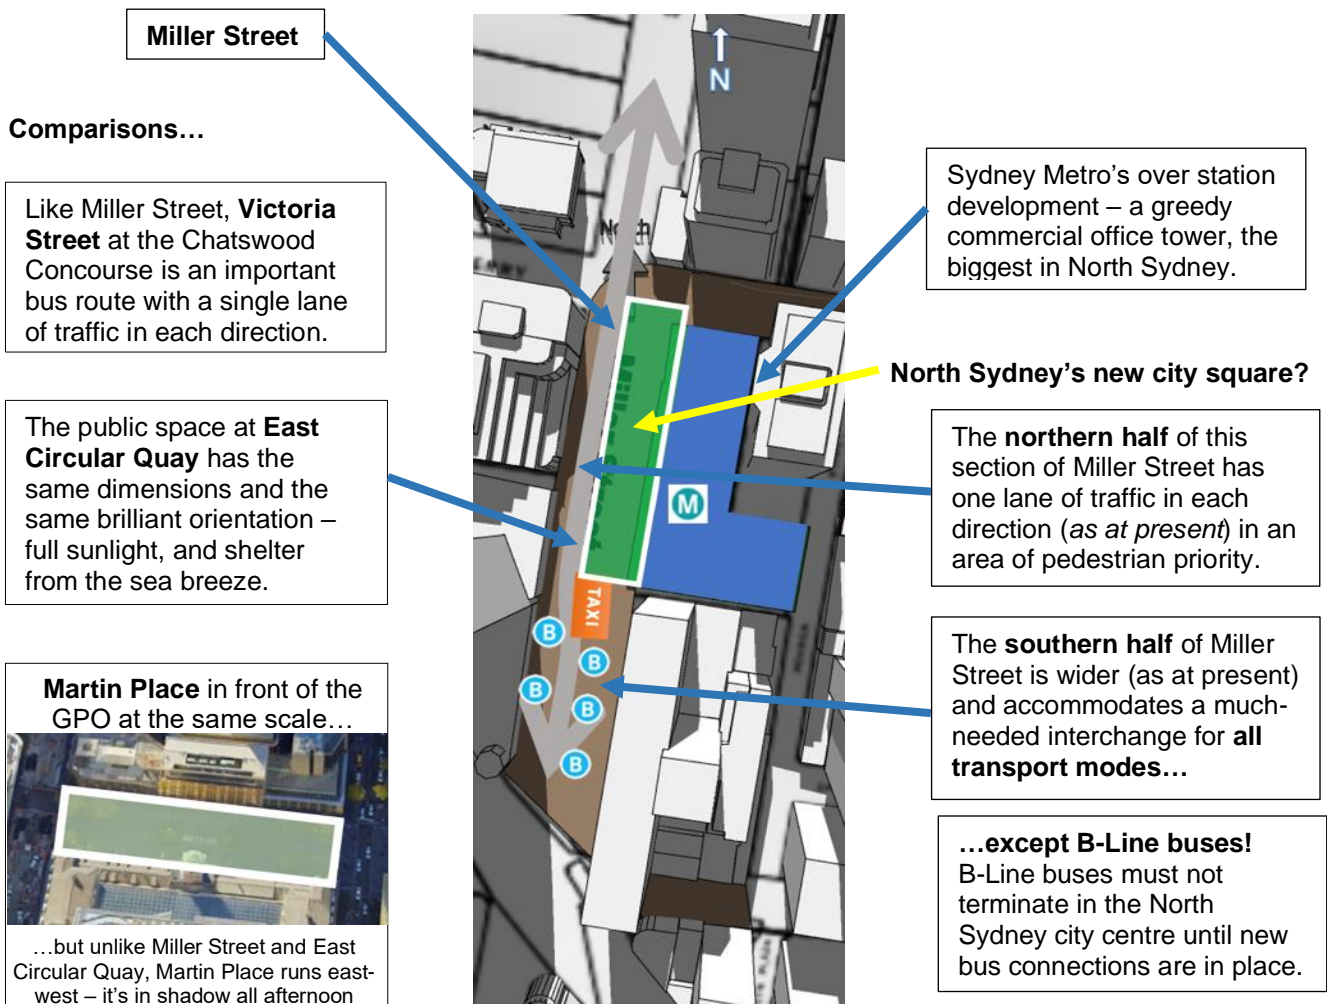 Miller Street
N
Comparisons…
Like Miller Street, Victoria
Street at the Chatswood
Concourse is an important
bus route with a single lane
of traffic in each direction.
The public space at East
Circular Quay has the
same dimensions and the
same brilliant orientation –
full sunlight, and shelter
from the sea breeze.
Martin Place in front of the
GPO at the same scale…
…but unlike Miller Street and East
Circular Quay, Martin Place runs east-
west – it's in shadow all afternoon
North
Miller Street
M
TAXI
B
B
B
B
B
Sydney Metro's over station
development – a greedy
commercial office tower, the
biggest in North Sydney.
North Sydney's new city square?
The northern half of this
section of Miller Street has
one lane of traffic in each
direction (as at present) in an
area of pedestrian priority.
The southern half of Miller
Street is wider (as at present)
and accommodates a much-
needed interchange for all
transport modes…
…except B-Line buses!
B-Line buses must not
terminate in the North
Sydney city centre until new
bus connections are in place.